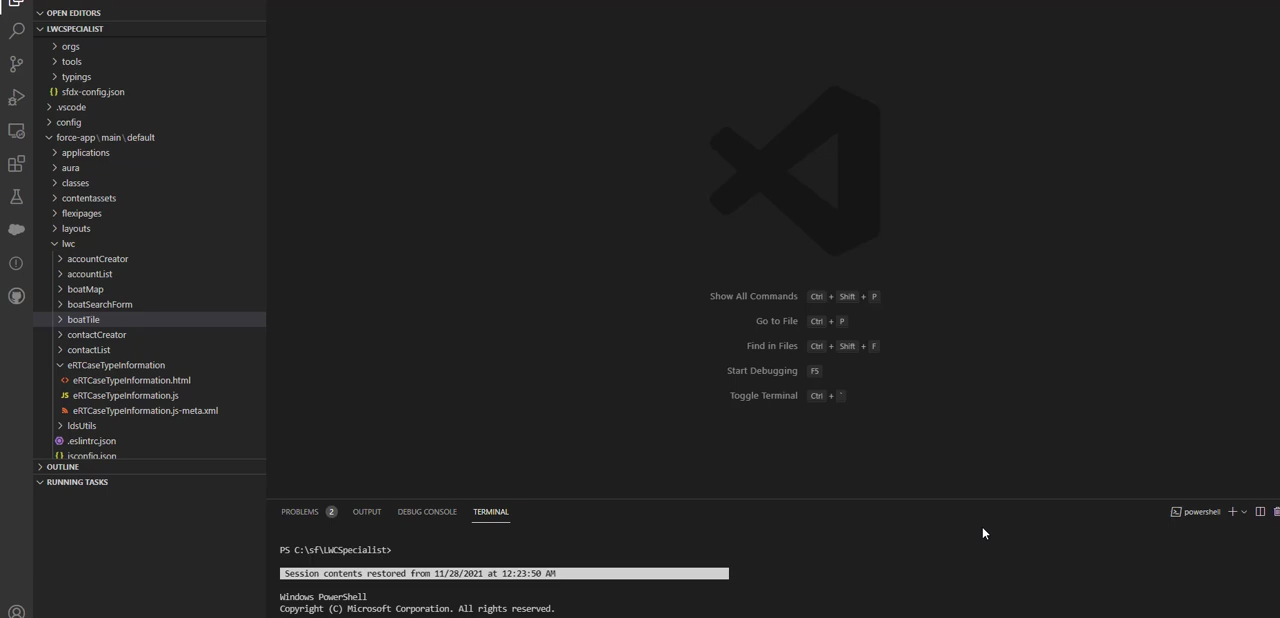 OPEN EDITORS
LWCSPECIALIST
orgs
tools
typings
{} sfdx-config.json
.vscode
config
force-app\main\default
applications
aura
classes
contentassets
flexipages
layouts
lwc
accountCreator
accountList
boatMap
boatSearchForm
boatTile
contactCreator
contactList
eRTCaseTypeInformation
<> eRTCaseTypeInformation.html
JS eRTCaseTypeInformation.js
eRTCaseTypeInformation.js-meta.xml
ldsUtils
.eslintrc.json
{} jsconfig.json
OUTLINE
RUNNING TASKS
Show All Commands Ctrl + Shift + P
Go to File Ctrl + P
Find in Files Ctrl + Shift + F
Start Debugging F5
Toggle Terminal Ctrl + `
PROBLEMS 2 OUTPUT DEBUG CONSOLE TERMINAL powershell
PS C:\sf\LWCSpecialist>
Session contents restored from 11/28/2021 at 12:23:50 AM
Windows PowerShell
Copyright (C) Microsoft Corporation. All rights reserved.